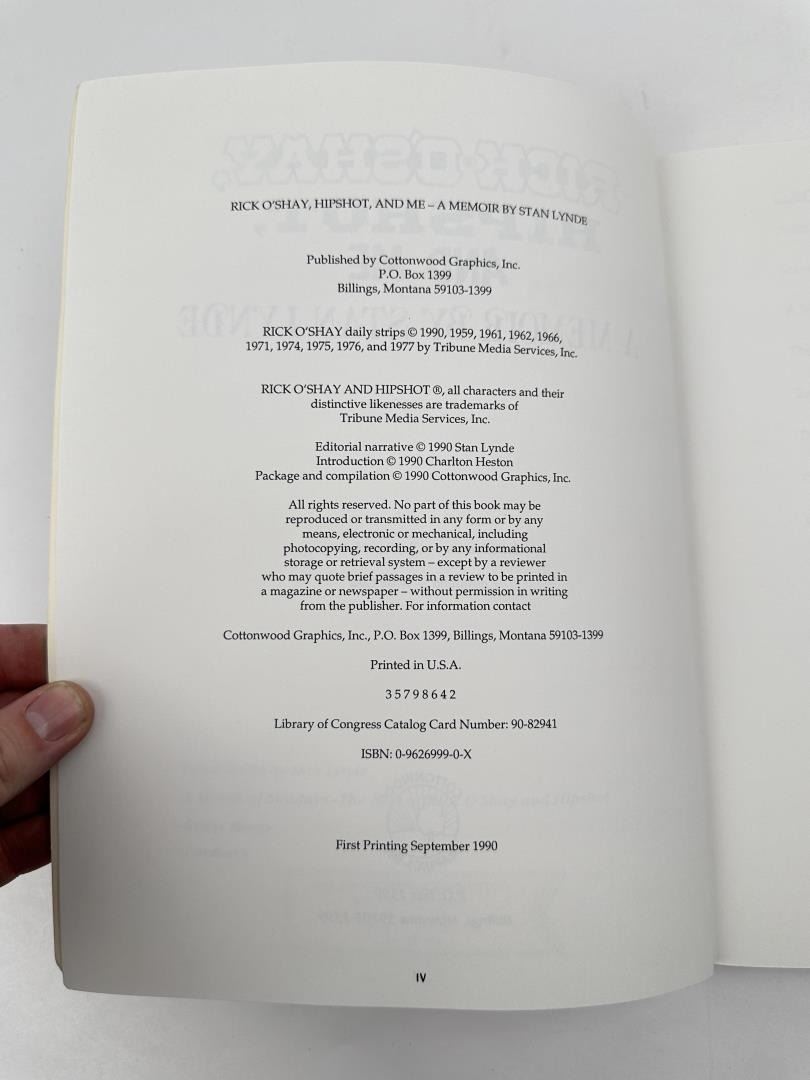 RICK O'SHAY, HIPSHOT, AND ME – A MEMOIR BY STAN LYNDE
Published by Cottonwood Graphics, Inc.
P.O. Box 1399
Billings, Montana 59103-1399
RICK O'SHAY daily strips © 1990, 1959, 1961, 1962, 1966,
1971, 1974, 1975, 1976, and 1977 by Tribune Media Services, Inc.
RICK O'SHAY AND HIPSHOT ®, all characters and their
distinctive likenesses are trademarks of
Tribune Media Services, Inc.
Editorial narrative © 1990 Stan Lynde
Introduction © 1990 Charlton Heston
Package and compilation © 1990 Cottonwood Graphics, Inc.
All rights reserved. No part of this book may be
reproduced or transmitted in any form or by any
means, electronic or mechanical, including
photocopying, recording, or by any informational
storage or retrieval system – except by a reviewer
who may quote brief passages in a review to be printed in
a magazine or newspaper – without permission in writing
from the publisher. For information contact
Cottonwood Graphics, Inc., P.O. Box 1399, Billings, Montana 59103-1399
Printed in U.S.A.
3 5 7 9 8 6 4 2
Library of Congress Catalog Card Number: 90-82941
ISBN: 0-9626999-0-X
First Printing September 1990
IV